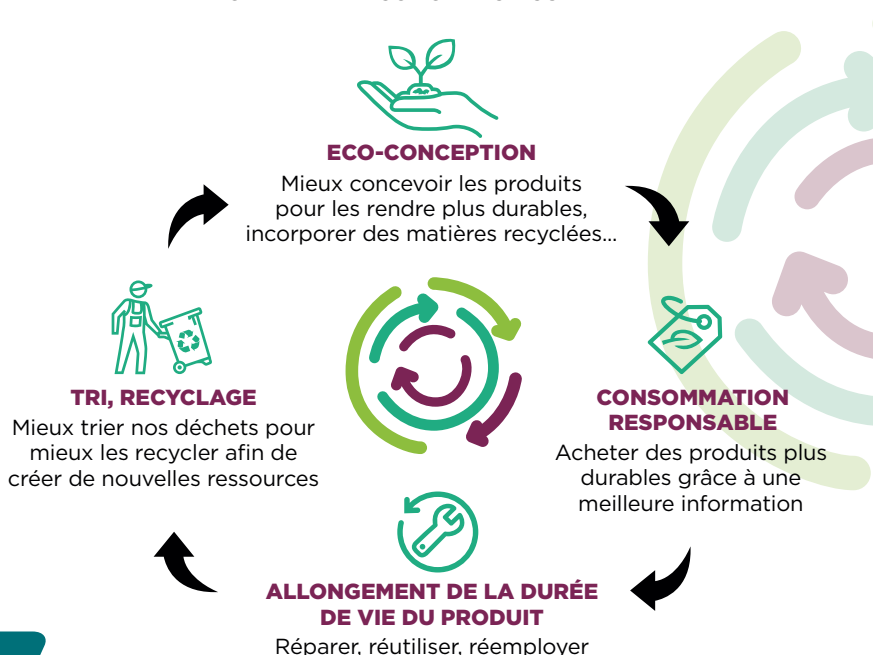 ECO-CONCEPTION
Mieux concevoir les produits
pour les rendre plus durables,
incorporer des matières recyclées...
TRI, RECYCLAGE
Mieux trier nos déchets pour
mieux les recycler afin de
créer de nouvelles ressources
CONSOMMATION
RESPONSABLE
Acheter des produits plus
durables grâce à une
meilleure information
ALLONGEMENT DE LA DURÉE
DE VIE DU PRODUIT
Réparer, réutiliser, réemployer